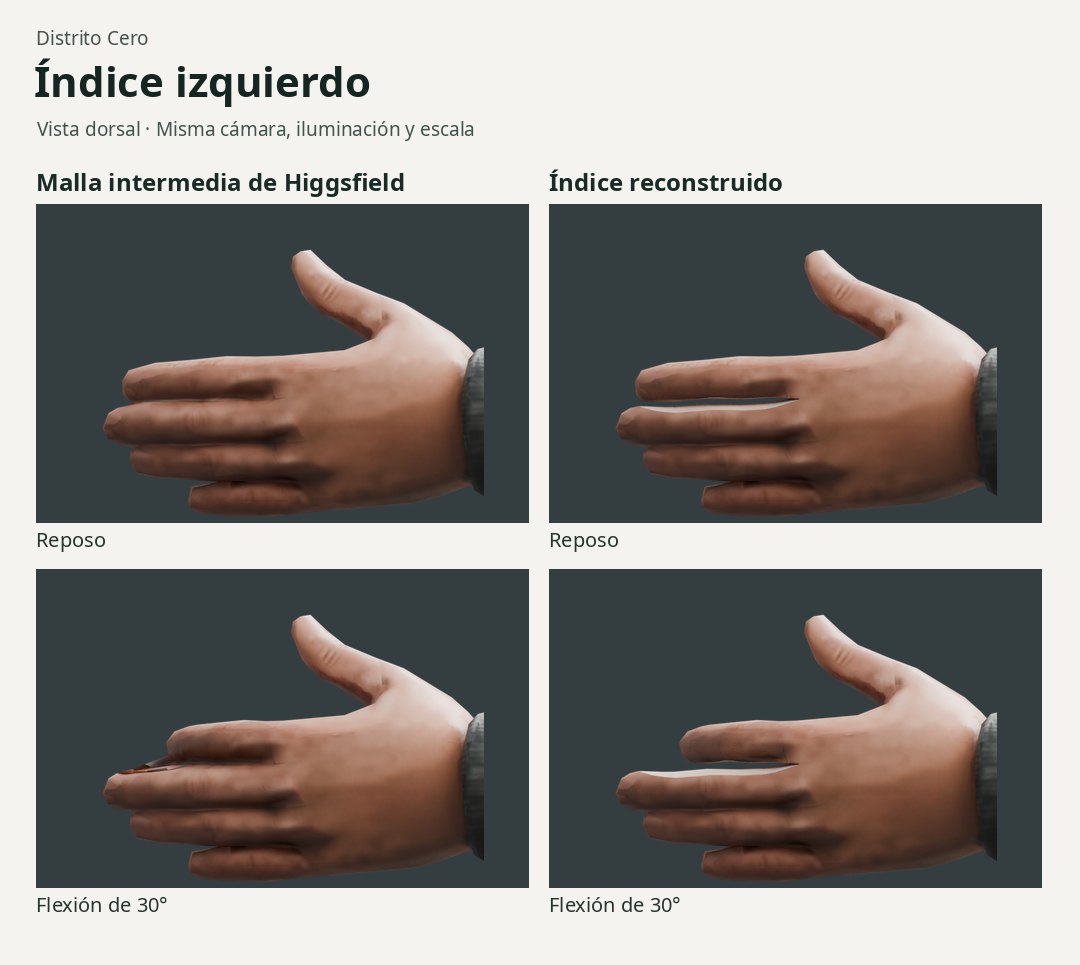 Distrito Cero
Índice izquierdo
Vista dorsal · Misma cámara, iluminación y escala
Malla intermedia de Higgsfield
Índice reconstruido
Reposo
Reposo
Flexión de 30°
Flexión de 30°